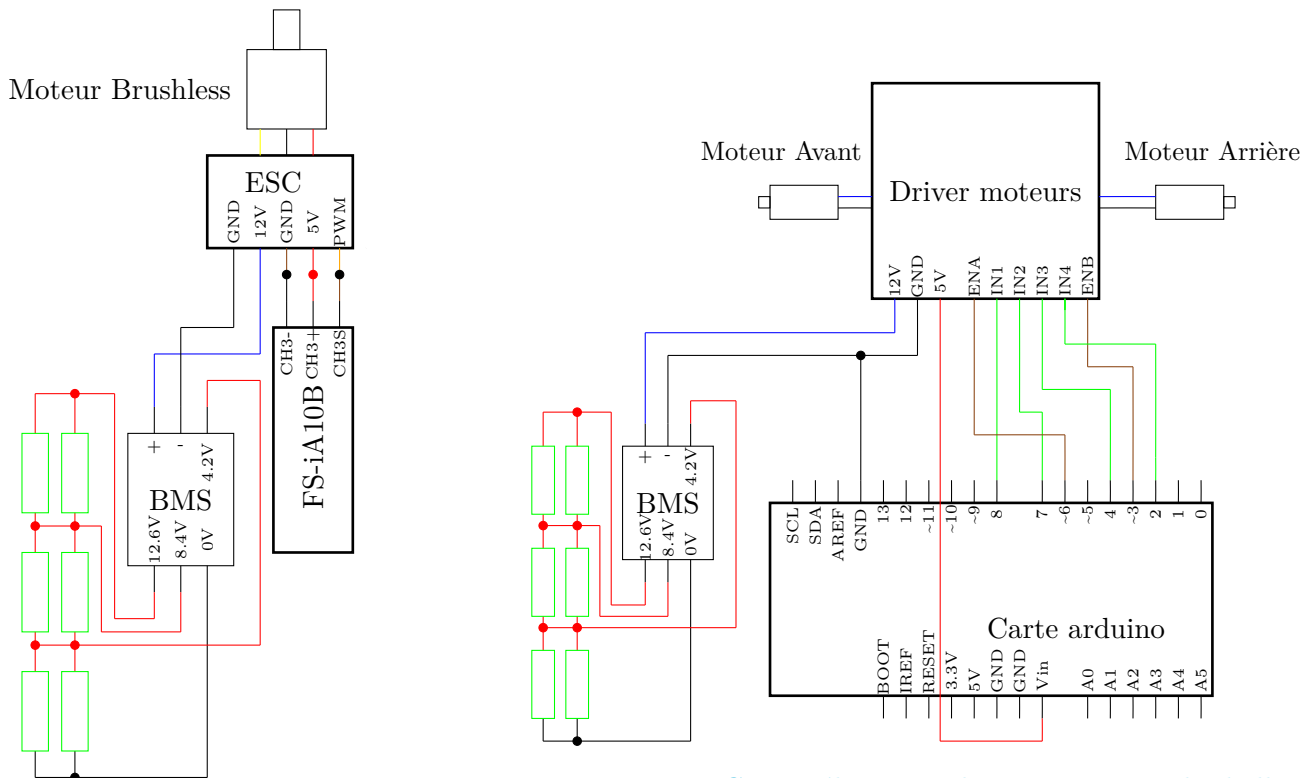 Moteur Brushless
ESC
GND
12V
GND
5V
PWM
CH3-
CH3+
CH3S
FS-iA10B
+
-
4.2V
BMS
12.6V
8.4V
0V
Moteur Avant
Moteur Arrière
Driver moteurs
12V
GND
5V
ENA
IN1
IN2
IN3
IN4
ENB
+
-
4.2V
BMS
12.6V
8.4V
0V
SCL
SDA
AREF
GND
13
12
~11
~10
~9
8
7
~6
~5
4
~3
2
1
0
Carte arduino
BOOT
IREF
RESET
3.3V
5V
GND
GND
Vin
A0
A1
A2
A3
A4
A5